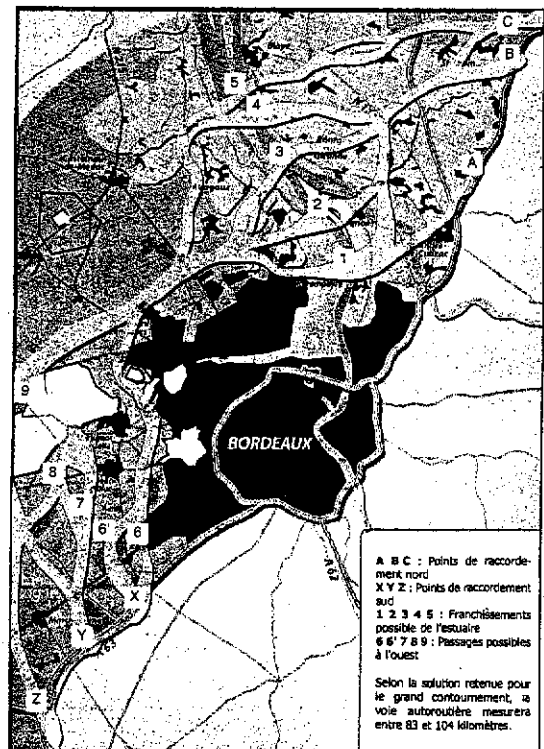 C
B
5
4
3
A
2
1
9
BORDEAUX
8
7
6'
6
X
Y
Z
A 62
A B C : Points de raccorde-
ment nord
X Y Z : Points de raccordement
sud
1 2 3 4 5 : Franchissements
possible de l'estuaire
6 6' 7 8 9 : Passages possibles
à l'ouest
Selon la solution retenue pour
le grand contournement, la
voie autoroutière mesurera
entre 83 et 104 kilomètres.